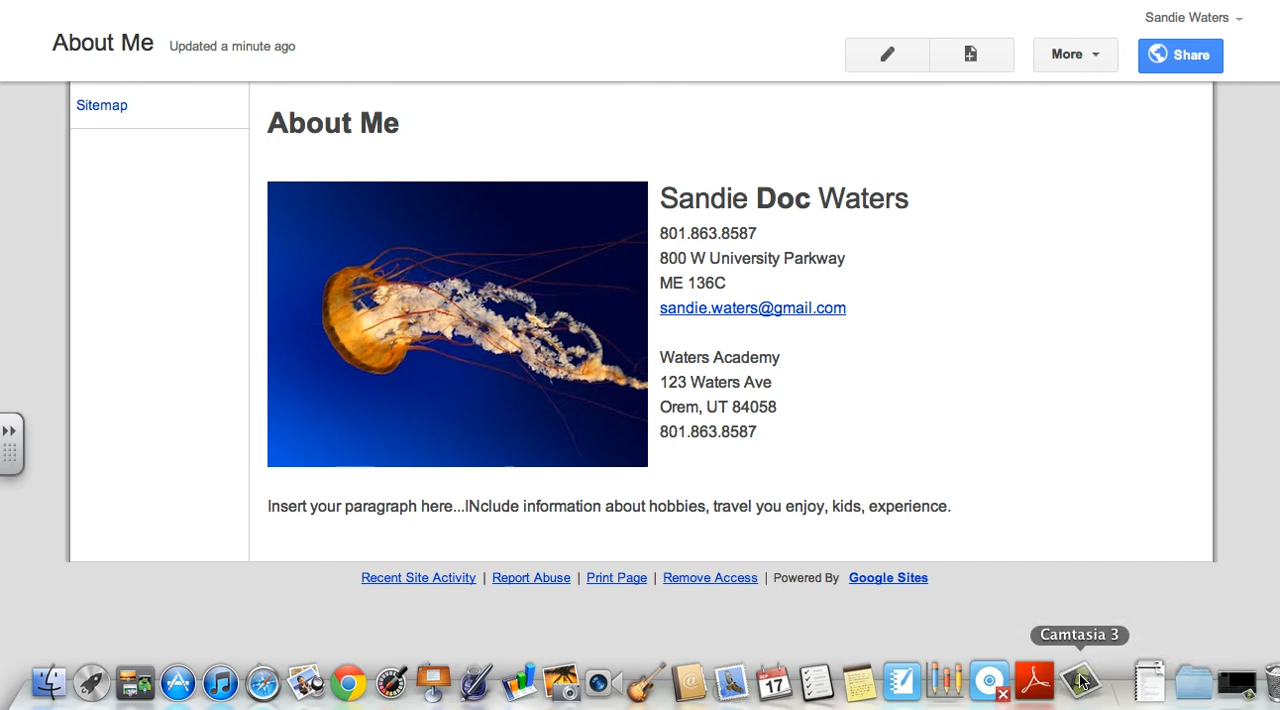 Sandie Waters
About Me Updated a minute ago
More
Share
Sitemap
About Me
Sandie Doc Waters
801.863.8587
800 W University Parkway
ME 136C
sandie.waters@gmail.com
Waters Academy
123 Waters Ave
Orem, UT 84058
801.863.8587
Insert your paragraph here...INclude information about hobbies, travel you enjoy, kids, experience.
Recent Site Activity | Report Abuse | Print Page | Remove Access | Powered By Google Sites
Camtasia 3
17